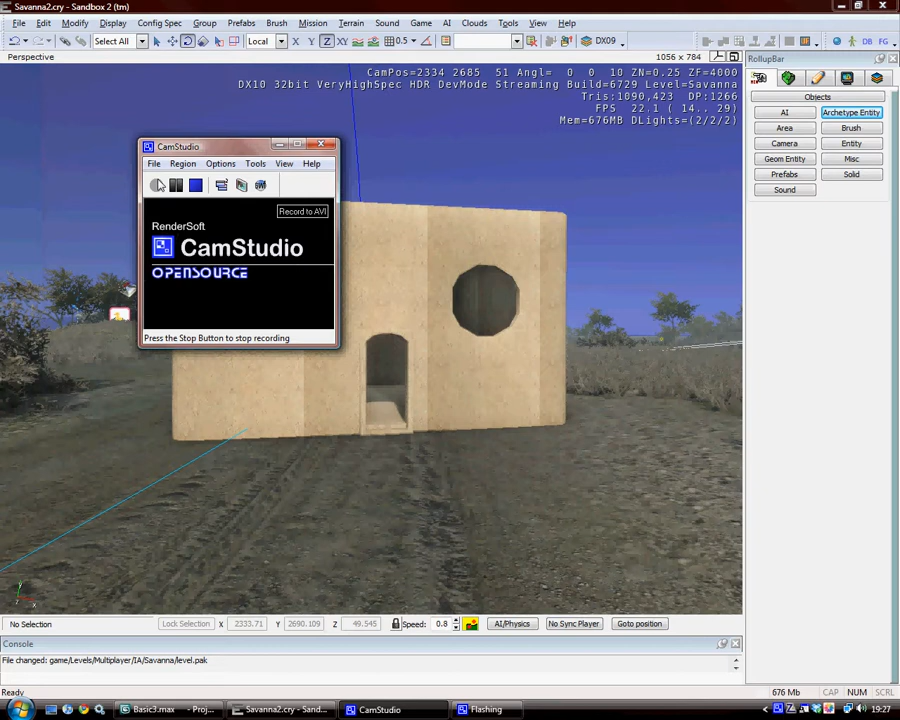 Savanna2.cry - Sandbox 2 (tm)
File Edit Modify Display Config Spec Group Prefabs Brush Mission Terrain Sound Game AI Clouds Tools View Help
Select All Local X Y Z XY 0.5 DX09 DB FG
Perspective 1056 x 784
RollupBar
CamPos=2334 2685 51 Angl= 0 0 10 ZN=0.25 ZF=4000
DX10 32bit VeryHighSpec HDR DevMode Streaming Build=6729 Level=Savanna
Tris:1090,423 DP:1266
FPS 22.1 ( 14.. 29)
Mem=676MB DLights=(2/2/2)
Objects
AI Archetype Entity
Area Brush
Camera Entity
Geom Entity Misc
Prefabs Solid
Sound
CamStudio
File Region Options Tools View Help
Record to AVI
RenderSoft
CamStudio
OPENSOURCE
Press the Stop Button to stop recording
z y x
No Selection Lock Selection X 2333.71 Y 2690.109 Z 49.545 Speed: 0.8 AI/Physics No Sync Player Goto position
Console
File changed: game/Levels/Multiplayer/IA/Savanna/level.pak
Ready 676 Mb CAP NUM SCRL
Basic3.max - Proj... Savanna2.cry - Sand... CamStudio Flashing 19:27